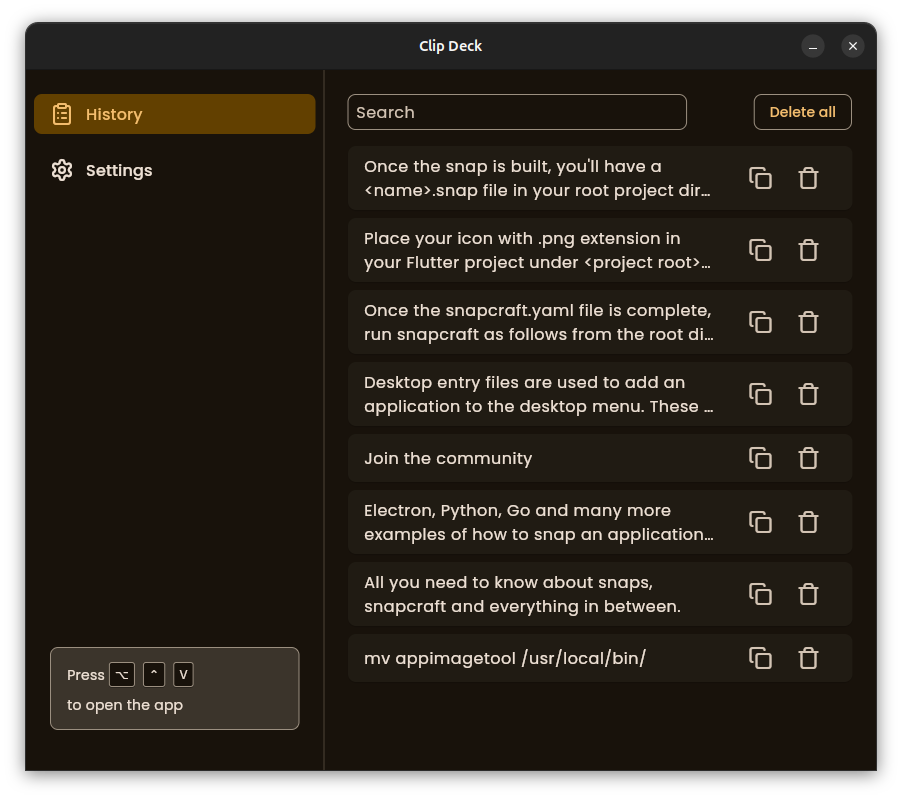 Clip Deck
History
Settings
Press ⌥ ⌃ V
to open the app
Search
Delete all
Once the snap is built, you'll have a
<name>.snap file in your root project dir…
Place your icon with .png extension in
your Flutter project under <project root>…
Once the snapcraft.yaml file is complete,
run snapcraft as follows from the root di…
Desktop entry files are used to add an
application to the desktop menu. These …
Join the community
Electron, Python, Go and many more
examples of how to snap an application…
All you need to know about snaps,
snapcraft and everything in between.
mv appimagetool /usr/local/bin/